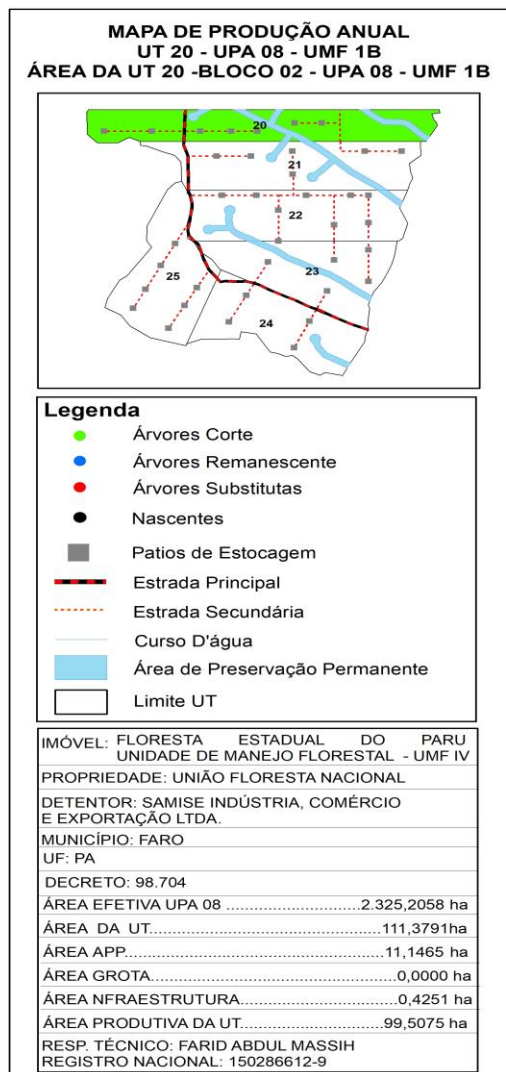 MAPA DE PRODUÇÃO ANUAL
UT 20 - UPA 08 - UMF 1B
ÁREA DA UT 20 -BLOCO 02 - UPA 08 - UMF 1B
20
21
22
25
23
24
Legenda
Árvores Corte
Árvores Remanescente
Árvores Substitutas
Nascentes
Patios de Estocagem
Estrada Principal
Estrada Secundária
Curso D'água
Área de Preservação Permanente
Limite UT
IMÓVEL: FLORESTA ESTADUAL DO PARU
UNIDADE DE MANEJO FLORESTAL - UMF IV
PROPRIEDADE: UNIÃO FLORESTA NACIONAL
DETENTOR: SAMISE INDÚSTRIA, COMÉRCIO
E EXPORTAÇÃO LTDA.
MUNICÍPIO: FARO
UF: PA
DECRETO: 98.704
ÁREA EFETIVA UPA 08 ..................2.325,2058 ha
ÁREA DA UT...............................111,3791ha
ÁREA APP..................................11,1465 ha
ÁREA GROTA...............................0,0000 ha
ÁREA NFRAESTRUTURA.....................0,4251 ha
ÁREA PRODUTIVA DA UT...................99,5075 ha
RESP. TÉCNICO: FARID ABDUL MASSIH
REGISTRO NACIONAL: 150286612-9